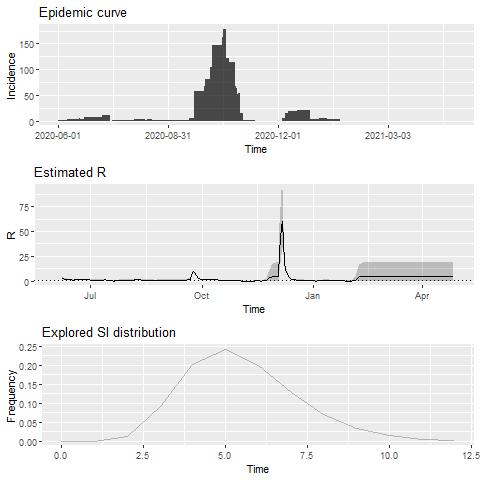 Epidemic curve
Incidence
150
100
50
0
2020-06-01 2020-08-31 2020-12-01 2021-03-03
Time
Estimated R
R
75
50
25
0
Jul Oct Jan Apr
Time
Explored SI distribution
Frequency
0.25
0.20
0.15
0.10
0.05
0.00
0.0 2.5 5.0 7.5 10.0 12.5
Time